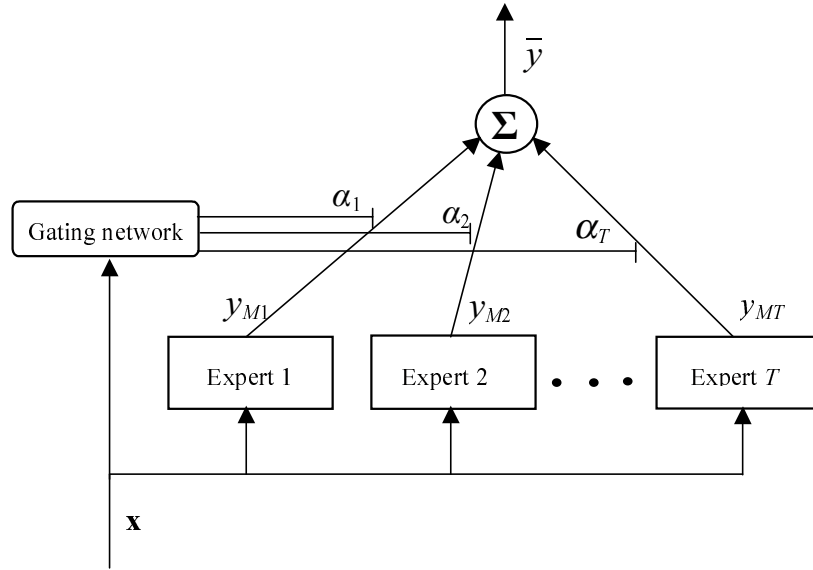 ȳ
Σ
α1
α2
αT
Gating network
yM1
yM2
yMT
Expert 1
Expert 2
• • •
Expert T
x